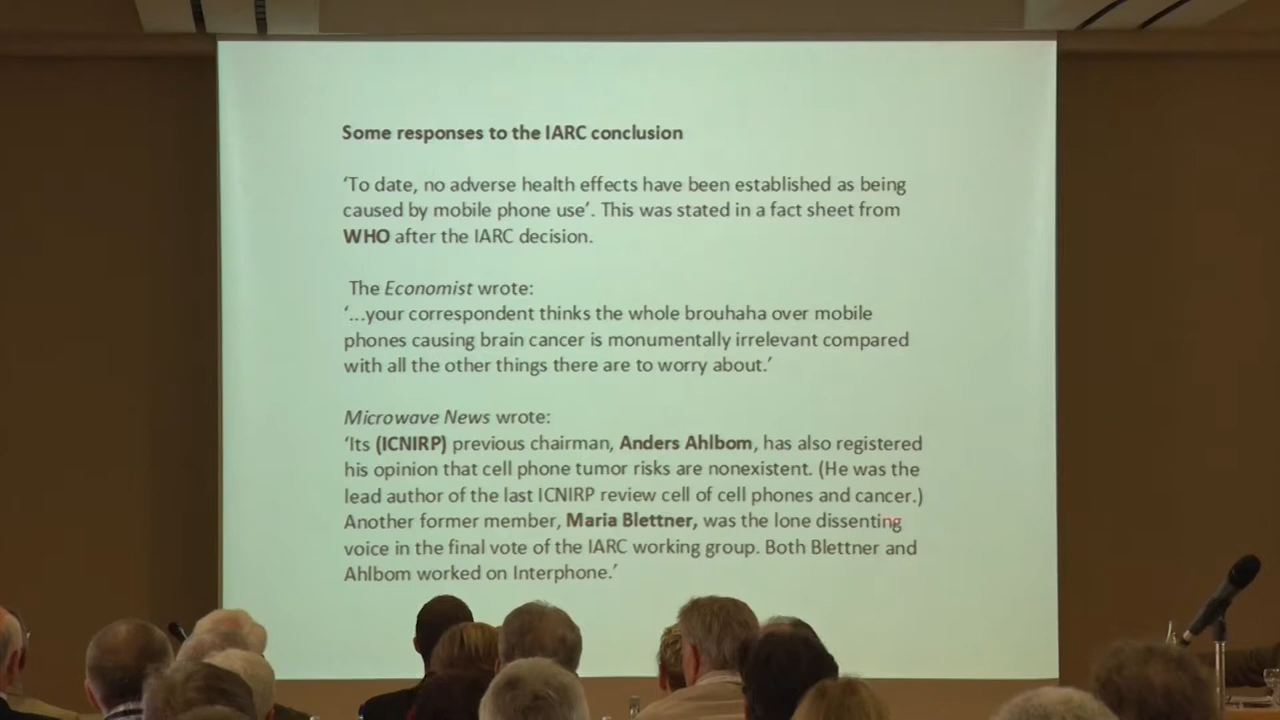 Some responses to the IARC conclusion
‘To date, no adverse health effects have been established as being
caused by mobile phone use’. This was stated in a fact sheet from
WHO after the IARC decision.
The Economist wrote:
‘...your correspondent thinks the whole brouhaha over mobile
phones causing brain cancer is monumentally irrelevant compared
with all the other things there are to worry about.’
Microwave News wrote:
‘Its (ICNIRP) previous chairman, Anders Ahlbom, has also registered
his opinion that cell phone tumor risks are nonexistent. (He was the
lead author of the last ICNIRP review cell of cell phones and cancer.)
Another former member, Maria Blettner, was the lone dissenting
voice in the final vote of the IARC working group. Both Blettner and
Ahlbom worked on Interphone.’